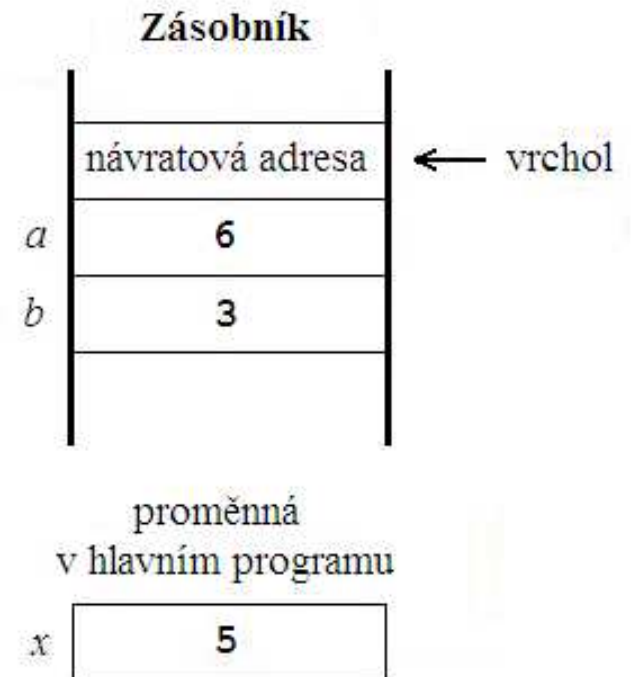 Zásobník
návratová adresa
vrchol
a
6
b
3
proměnná
v hlavním programu
x
5